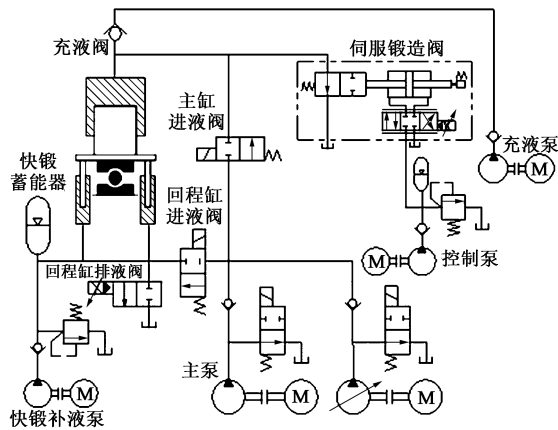 充液阀
伺服锻造阀
主缸
进液阀
充液泵
M
快锻
蓄能器
回程缸
进液阀
M
控制泵
回程缸排液阀
主泵
M
M
M
快锻补液泵